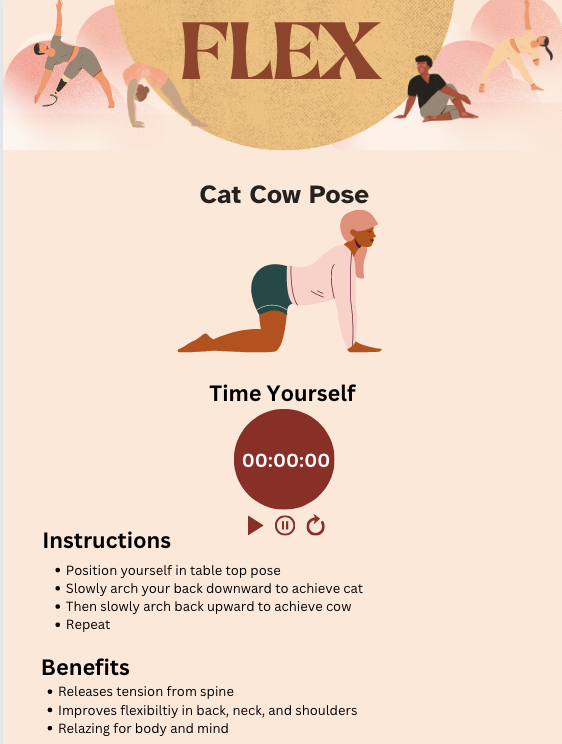 FLEX
Cat Cow Pose
Time Yourself
00:00:00
Instructions
• Position yourself in table top pose
• Slowly arch your back downward to achieve cat
• Then slowly arch back upward to achieve cow
• Repeat
Benefits
• Releases tension from spine
• Improves flexibiltiy in back, neck, and shoulders
• Relazing for body and mind